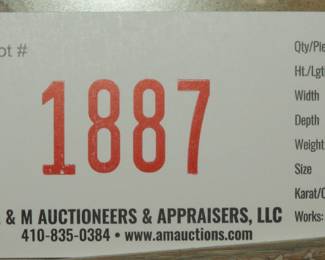 ot #
1887
& M AUCTIONEERS & APPRAISERS, LLC
410-835-0384 • www.amauctions.com
Qty/Pie
Ht./Lgt
Width
Depth
Weight
Size
Karat/C
Works: